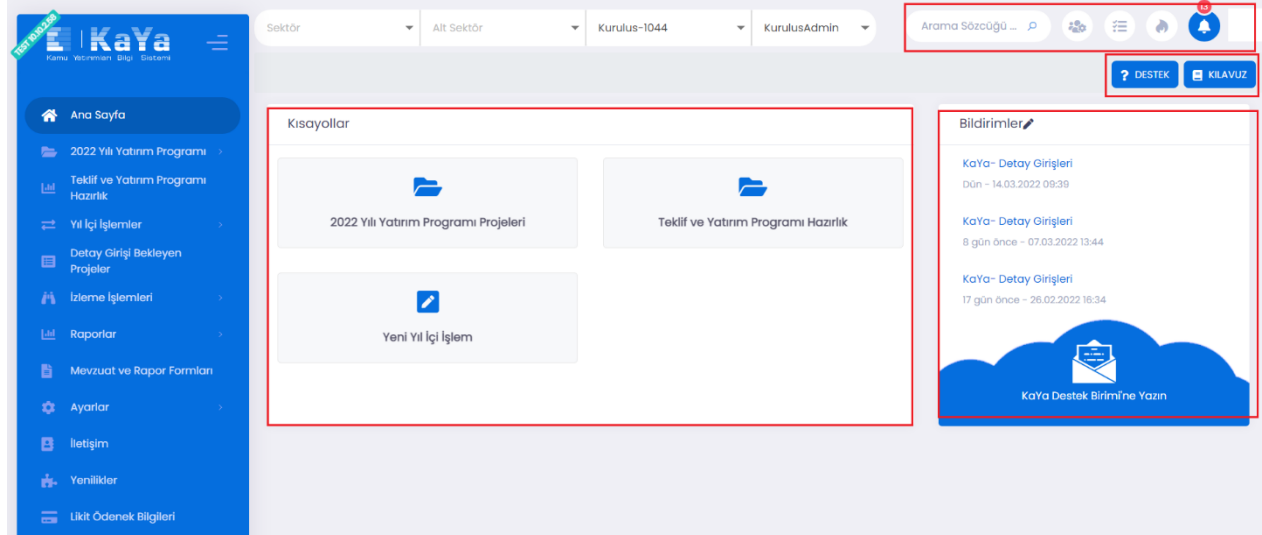 TEST 10.10.2.58
E KaYa
Kamu Yatırımları Bilgi Sistemi
Sektör
Alt Sektör
Kurulus-1044
KurulusAdmin
Arama Sözcüğü ...
? DESTEK
KILAVUZ
Ana Sayfa
2022 Yılı Yatırım Programı
Teklif ve Yatırım Programı
Hazırlık
Yıl İçi İşlemler
Detay Girişi Bekleyen
Projeler
İzleme İşlemleri
Raporlar
Mevzuat ve Rapor Formları
Ayarlar
İletişim
Yenilikler
Likit Ödenek Bilgileri
Kısayollar
2022 Yılı Yatırım Programı Projeleri
Teklif ve Yatırım Programı Hazırlık
Yeni Yıl İçi İşlem
Bildirimler
KaYa- Detay Girişleri
Dün - 14.03.2022 09:39
KaYa- Detay Girişleri
8 gün önce - 07.03.2022 13:44
KaYa- Detay Girişleri
17 gün önce - 26.02.2022 16:34
KaYa Destek Birimi'ne Yazın